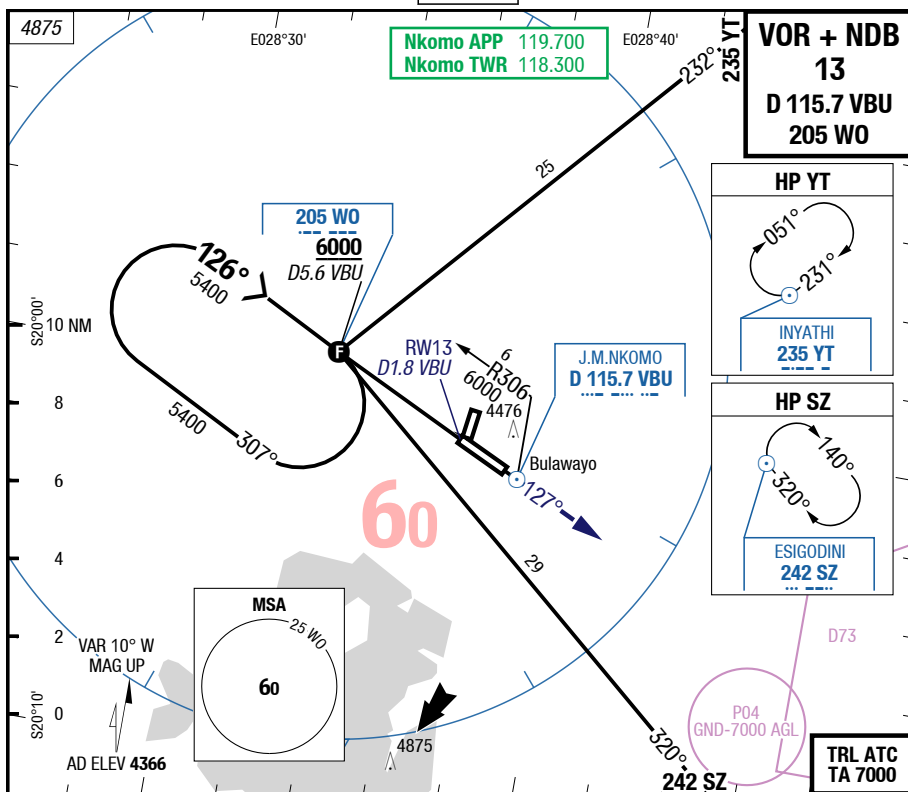 4875
E028°30'
Nkomo APP 119.700
Nkomo TWR 118.300
E028°40'
232°
235 YT
VOR + NDB
13
D 115.7 VBU
205 WO
25
HP YT
051°
231°
INYATHI
235 YT
205 WO
6000
D5.6 VBU
126°
5400
F
S20°00'
10 NM
RW13
D1.8 VBU
6
R306
6000
4476
J.M.NKOMO
D 115.7 VBU
HP SZ
140°
320°
ESIGODINI
242 SZ
8
5400
307°
6
Bulawayo
127°
60
4
29
MSA
25 WO
60
2
VAR 10° W
MAG UP
D73
S20°10'
0
AD ELEV 4366
4875
320°
242 SZ
P04
GND-7000 AGL
TRL ATC
TA 7000